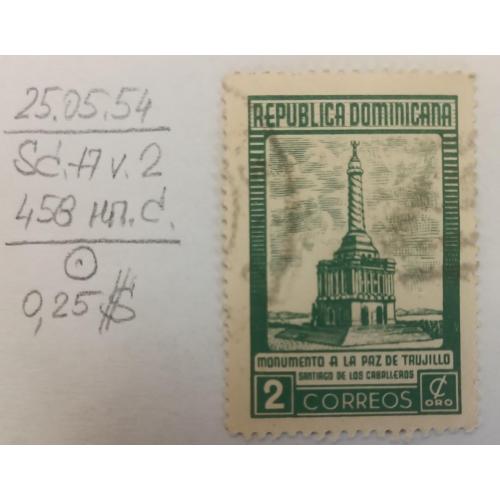 25.05.54
Sc.A v. 2
458 ип.с.
0,25 $
REPUBLICA DOMINICANA
MONUMENTO A LA PAZ DE TRUJILLO
SANTIAGO DE LOS CABALLEROS
2 CORREOS ₵ ORO